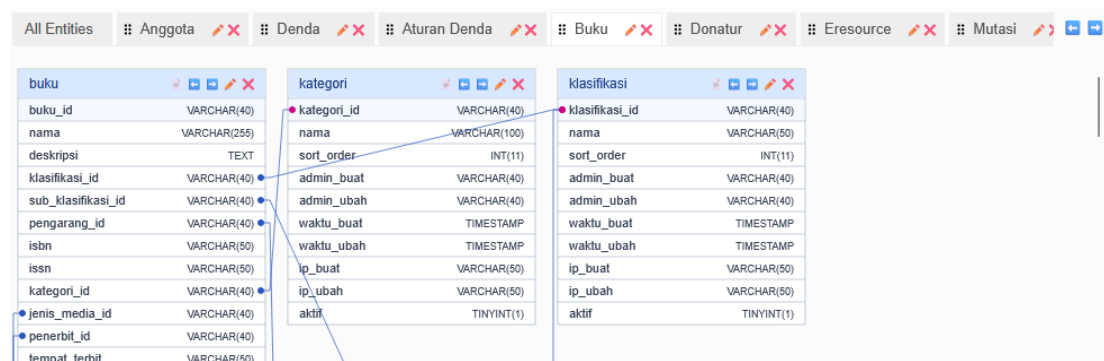 All Entities Anggota Denda Aturan Denda Buku Donatur Eresource Mutasi
buku
buku_id VARCHAR(40)
nama VARCHAR(255)
deskripsi TEXT
klasifikasi_id VARCHAR(40)
sub_klasifikasi_id VARCHAR(40)
pengarang_id VARCHAR(40)
isbn VARCHAR(50)
issn VARCHAR(50)
kategori_id VARCHAR(40)
jenis_media_id VARCHAR(40)
penerbit_id VARCHAR(40)
tempat_terbit VARCHAR(50)
kategori
kategori_id VARCHAR(40)
nama VARCHAR(100)
sort_order INT(11)
admin_buat VARCHAR(40)
admin_ubah VARCHAR(40)
waktu_buat TIMESTAMP
waktu_ubah TIMESTAMP
ip_buat VARCHAR(50)
ip_ubah VARCHAR(50)
aktif TINYINT(1)
klasifikasi
klasifikasi_id VARCHAR(40)
nama VARCHAR(50)
sort_order INT(11)
admin_buat VARCHAR(40)
admin_ubah VARCHAR(40)
waktu_buat TIMESTAMP
waktu_ubah TIMESTAMP
ip_buat VARCHAR(50)
ip_ubah VARCHAR(50)
aktif TINYINT(1)